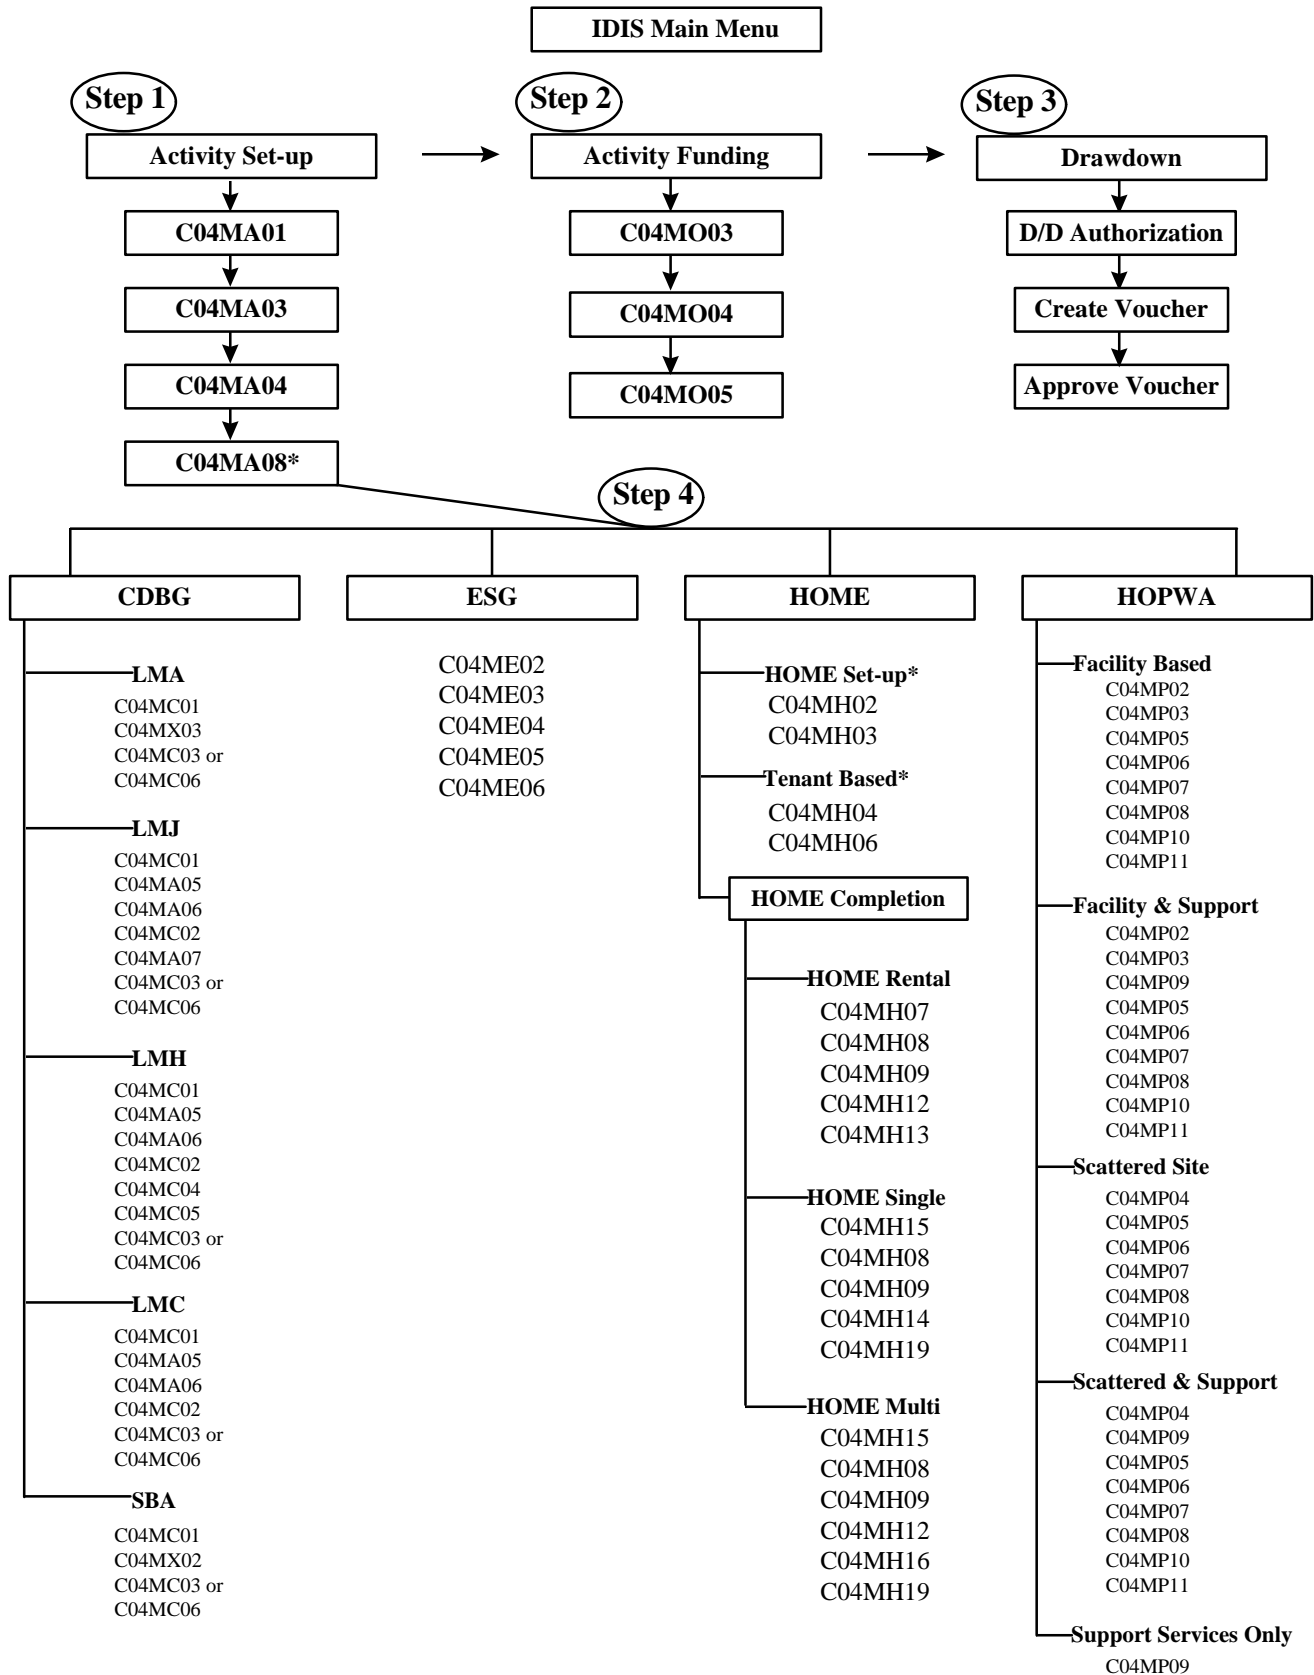 IDIS Main Menu
Step 1
Activity Set-up
C04MA01
C04MA03
C04MA04
C04MA08*
Step 2
Activity Funding
C04MO03
C04MO04
C04MO05
Step 3
Drawdown
D/D Authorization
Create Voucher
Approve Voucher
Step 4
CDBG
LMA
C04MC01
C04MX03
C04MC03 or
C04MC06
LMJ
C04MC01
C04MA05
C04MA06
C04MC02
C04MA07
C04MC03 or
C04MC06
LMH
C04MC01
C04MA05
C04MA06
C04MC02
C04MC04
C04MC05
C04MC03 or
C04MC06
LMC
C04MC01
C04MA05
C04MA06
C04MC02
C04MC03 or
C04MC06
SBA
C04MC01
C04MX02
C04MC03 or
C04MC06
ESG
C04ME02
C04ME03
C04ME04
C04ME05
C04ME06
HOME
HOME Set-up*
C04MH02
C04MH03
Tenant Based*
C04MH04
C04MH06
HOME Completion
HOME Rental
C04MH07
C04MH08
C04MH09
C04MH12
C04MH13
HOME Single
C04MH15
C04MH08
C04MH09
C04MH14
C04MH19
HOME Multi
C04MH15
C04MH08
C04MH09
C04MH12
C04MH16
C04MH19
HOPWA
Facility Based
C04MP02
C04MP03
C04MP05
C04MP06
C04MP07
C04MP08
C04MP10
C04MP11
Facility & Support
C04MP02
C04MP03
C04MP09
C04MP05
C04MP06
C04MP07
C04MP08
C04MP10
C04MP11
Scattered Site
C04MP04
C04MP05
C04MP06
C04MP07
C04MP08
C04MP10
C04MP11
Scattered & Support
C04MP04
C04MP09
C04MP05
C04MP06
C04MP07
C04MP08
C04MP10
C04MP11
Support Services Only
C04MP09